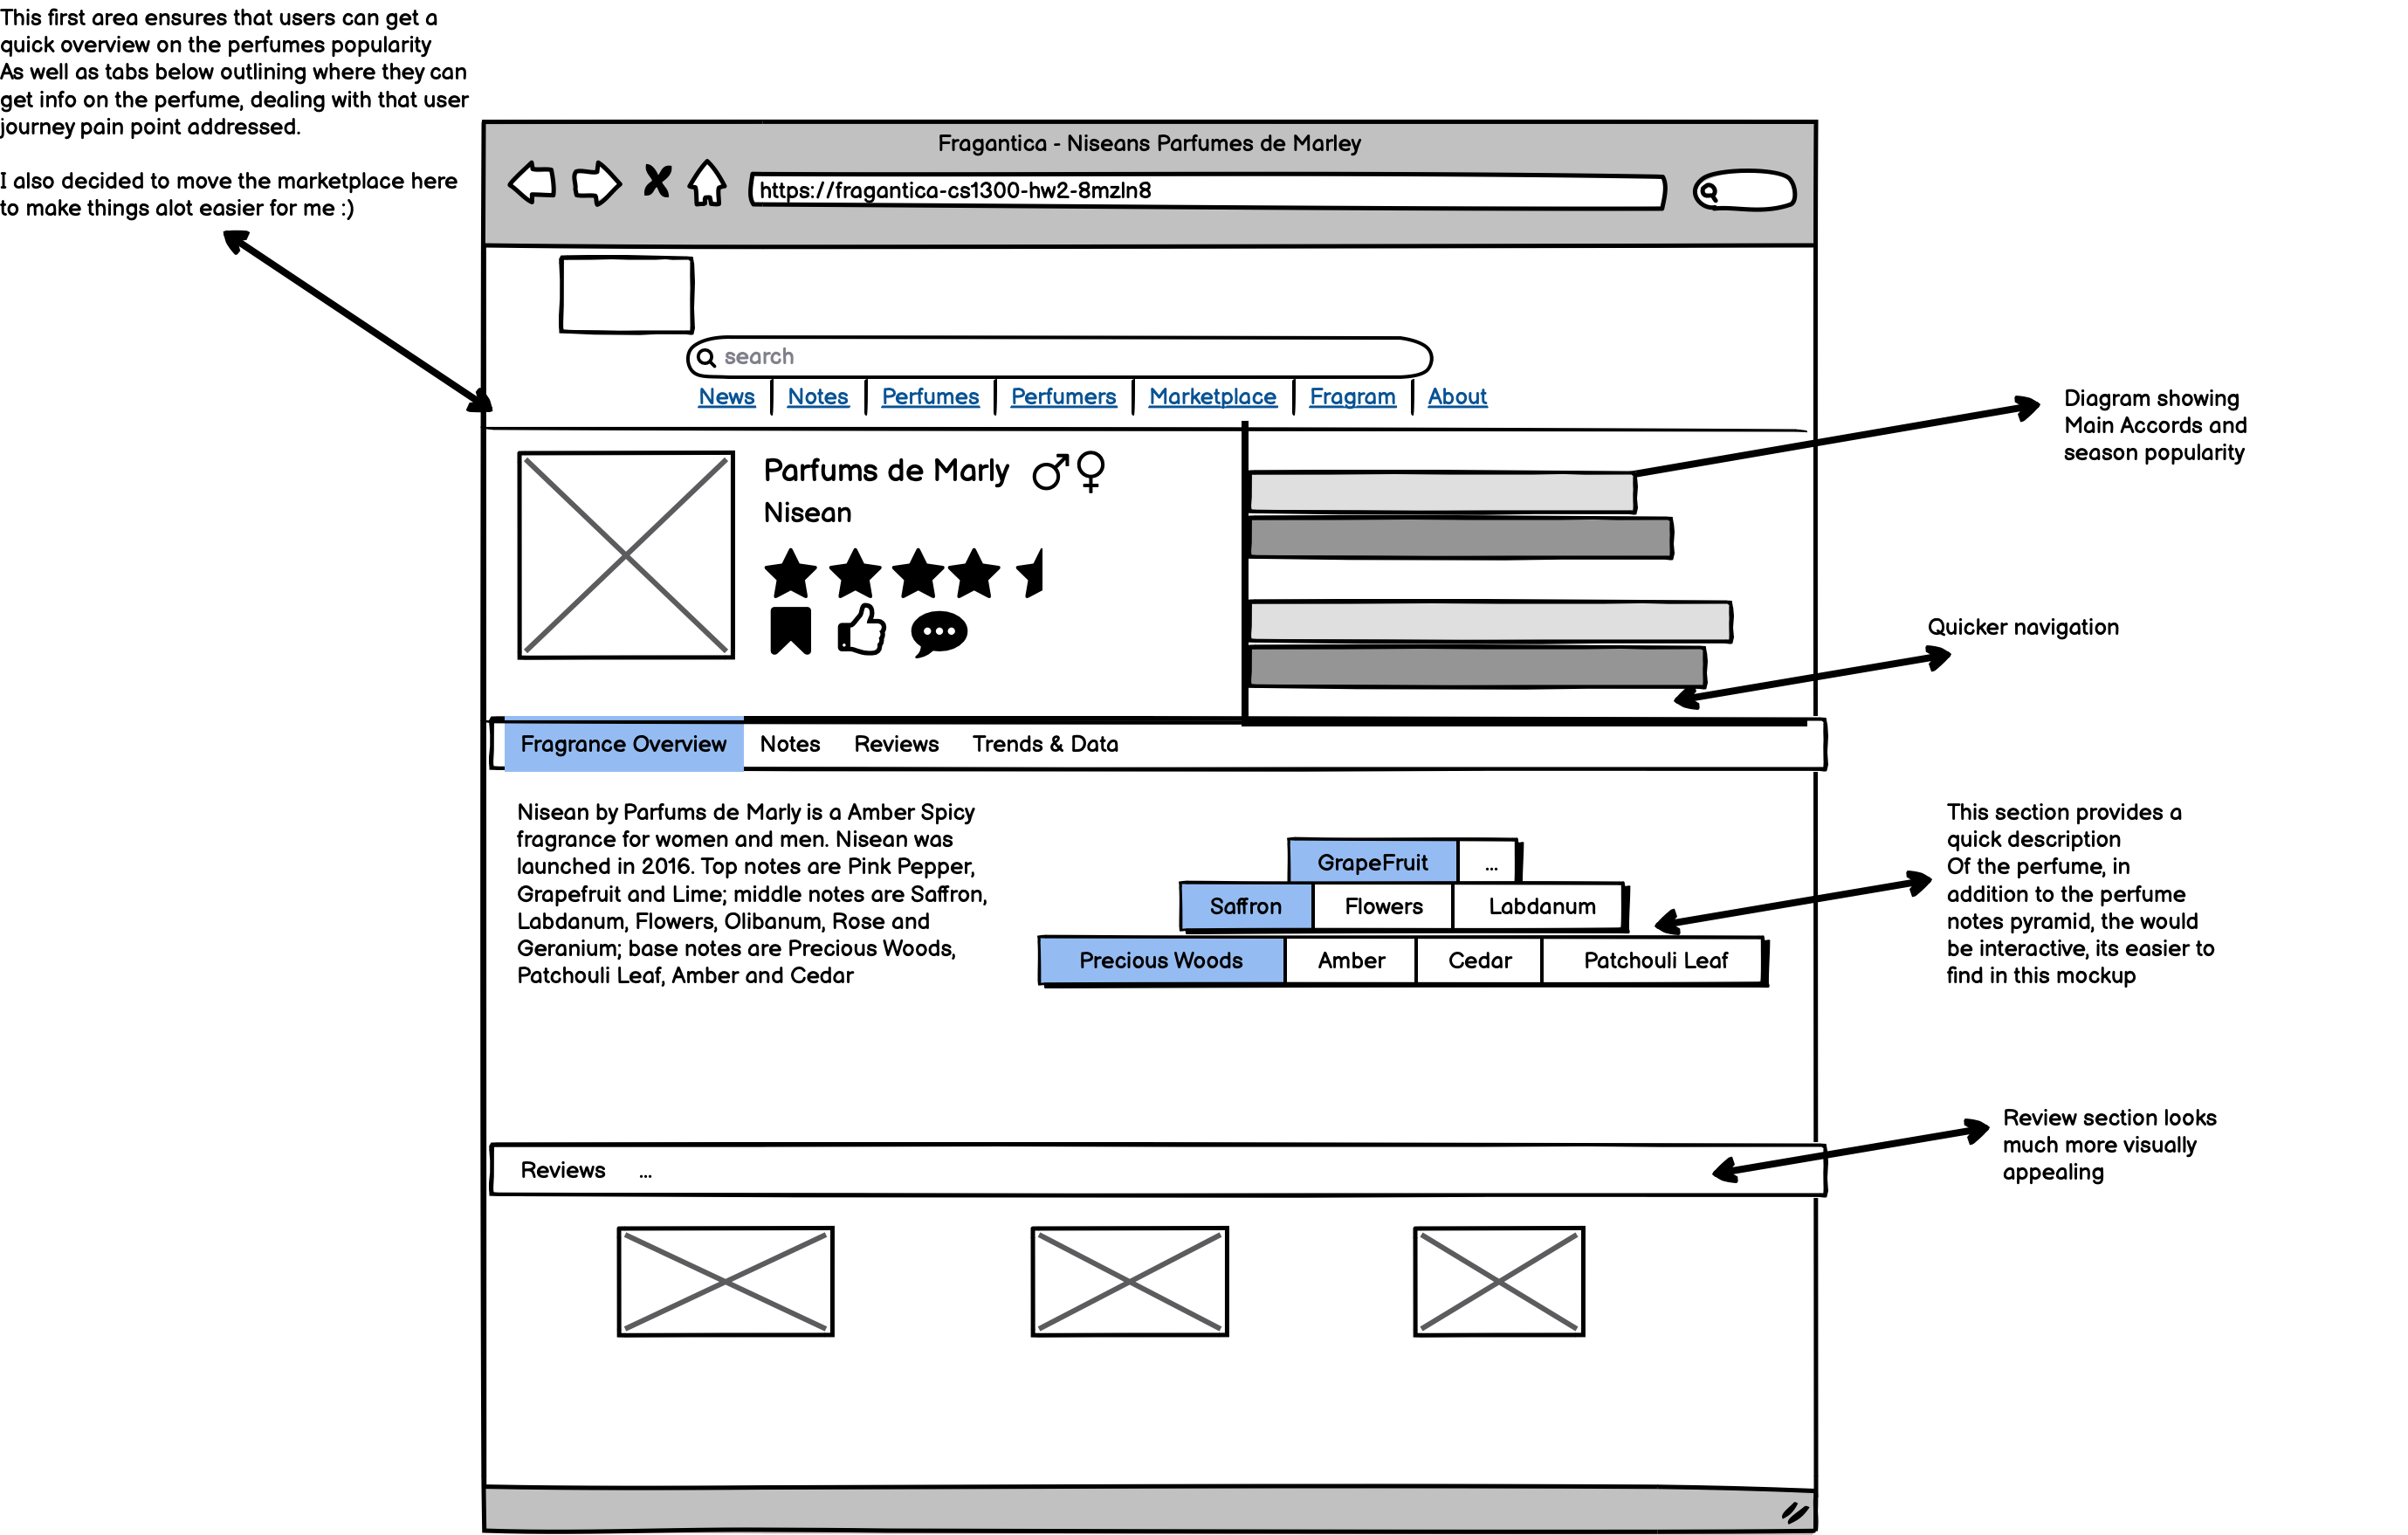 This first area ensures that users can get a
quick overview on the perfumes popularity
As well as tabs below outlining where they can
get info on the perfume, dealing with that user
journey pain point addressed.
I also decided to move the marketplace here
to make things alot easier for me :)
Fragantica - Niseans Parfumes de Marley
https://fragantica-cs1300-hw2-8mzln8
search
News Notes Perfumes Perfumers Marketplace Fragram About
Diagram showing
Main Accords and
season popularity
Parfums de Marly
Nisean
Quicker navigation
Fragrance Overview Notes Reviews Trends & Data
Nisean by Parfums de Marly is a Amber Spicy
fragrance for women and men. Nisean was
launched in 2016. Top notes are Pink Pepper,
Grapefruit and Lime; middle notes are Saffron,
Labdanum, Flowers, Olibanum, Rose and
Geranium; base notes are Precious Woods,
Patchouli Leaf, Amber and Cedar
GrapeFruit ...
Saffron Flowers Labdanum
Precious Woods Amber Cedar Patchouli Leaf
This section provides a
quick description
Of the perfume, in
addition to the perfume
notes pyramid, the would
be interactive, its easier to
find in this mockup
Reviews ...
Review section looks
much more visually
appealing